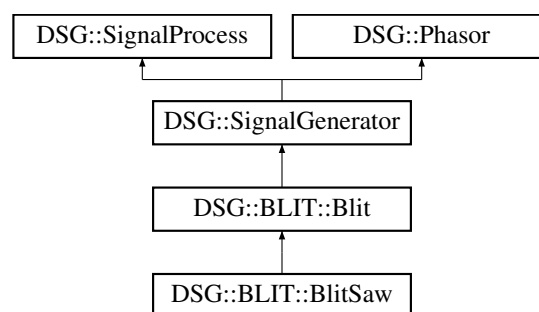 DSG::SignalProcess
DSG::Phasor
DSG::SignalGenerator
DSG::BLIT::Blit
DSG::BLIT::BlitSaw